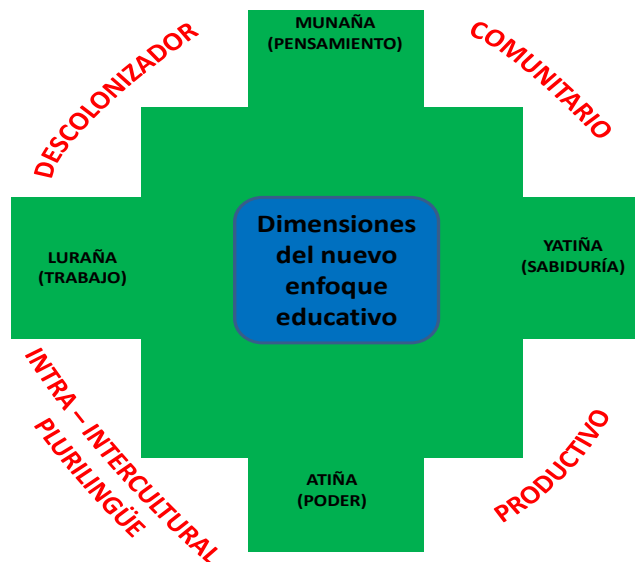 MUNAÑA
(PENSAMIENTO)
DESCOLONIZADOR
COMUNITARIO
LURAÑA
(TRABAJO)
Dimensiones
del nuevo
enfoque
educativo
YATIÑA
(SABIDURÍA)
INTRA – INTERCULTURAL
PLURILINGÜE
ATIÑA
(PODER)
PRODUCTIVO